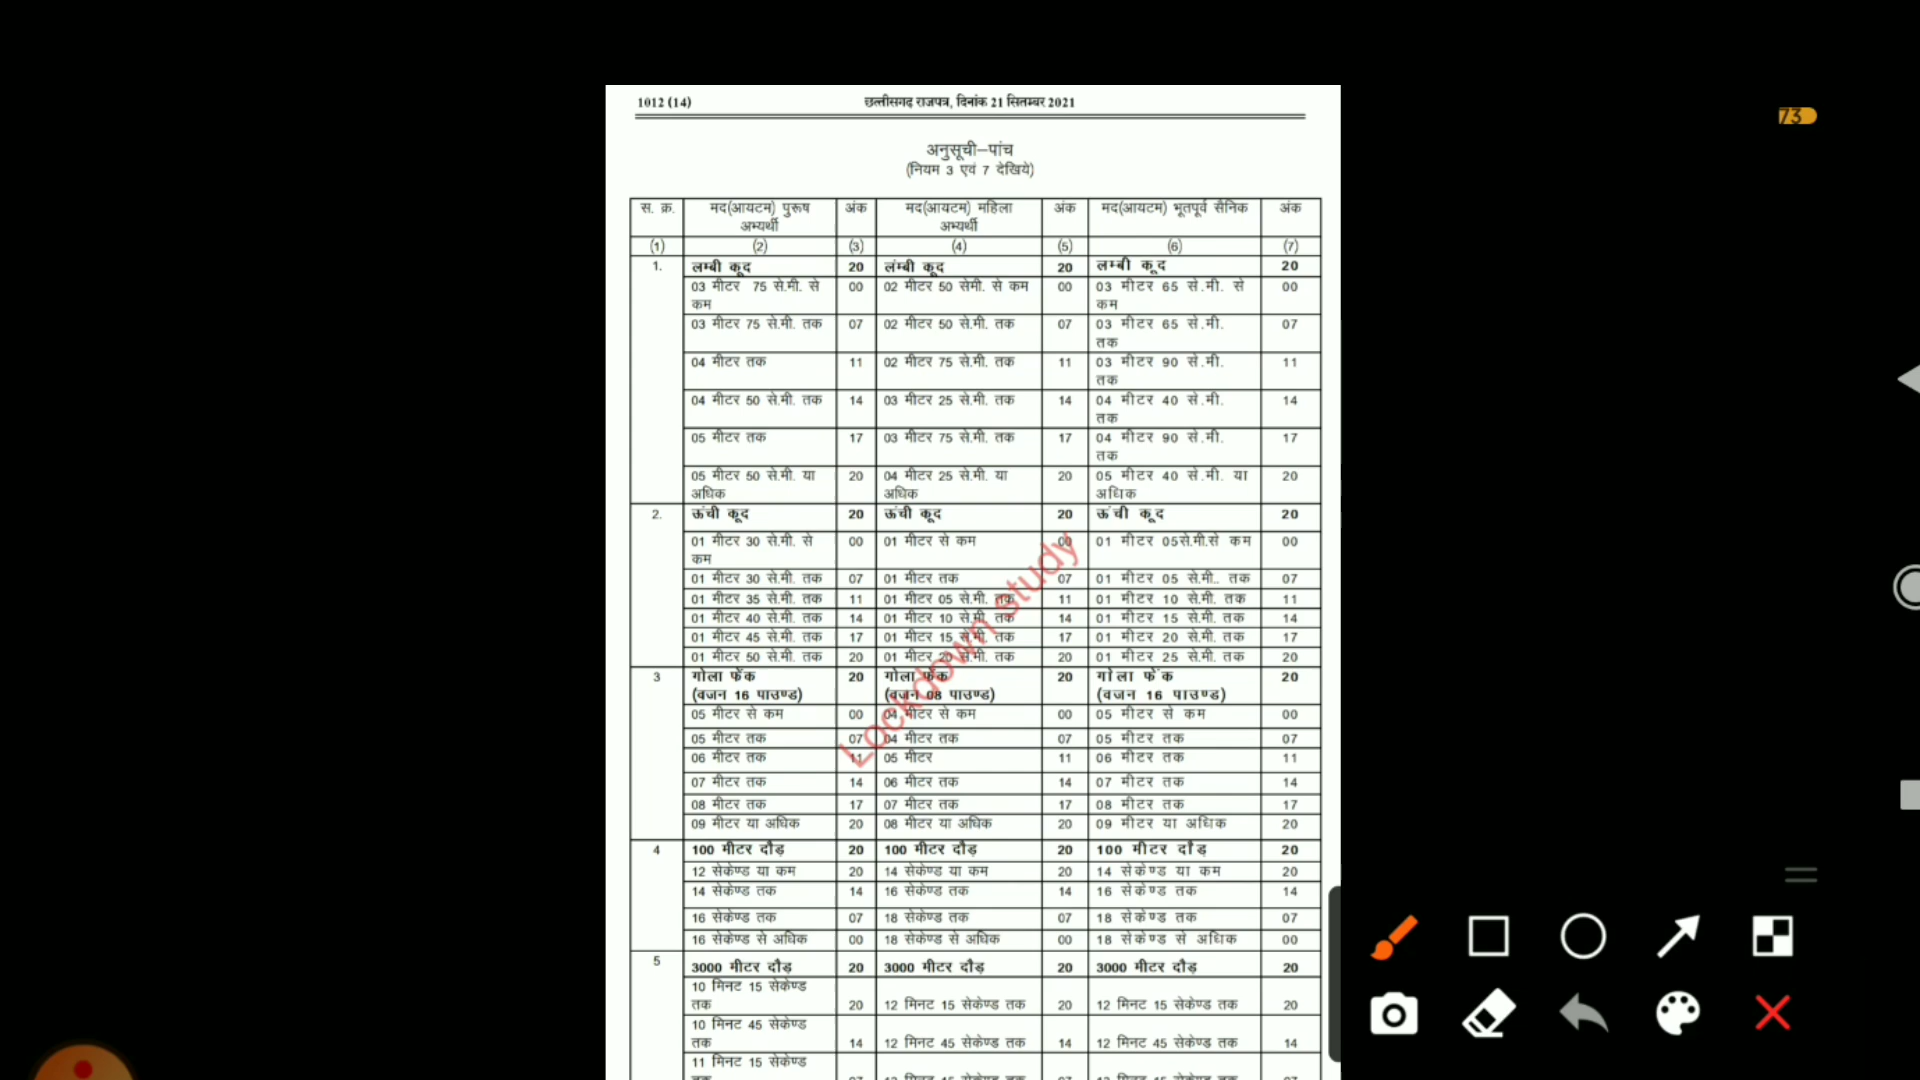 73
1012 (14) छत्तीसगढ़ राजपत्र, दिनांक 21 सितम्बर 2021
अनुसूची–पांच
(नियम 3 एवं 7 देखिये)
स. क्र. मद(आयटम) पुरूष अभ्यर्थी अंक मद(आयटम) महिला अभ्यर्थी अंक मद(आयटम) भूतपूर्व सैनिक अंक
(1) (2) (3) (4) (5) (6) (7)
1. लम्बी कूद 20 लंम्बी कूद 20 लम्बी कूद 20
03 मीटर 75 से.मी. से कम 00 02 मीटर 50 सेमी. से कम 00 03 मीटर 65 से.मी. से कम 00
03 मीटर 75 से.मी. तक 07 02 मीटर 50 से.मी. तक 07 03 मीटर 65 से.मी. तक 07
04 मीटर तक 11 02 मीटर 75 से.मी. तक 11 03 मीटर 90 से.मी. तक 11
04 मीटर 50 से.मी. तक 14 03 मीटर 25 से.मी. तक 14 04 मीटर 40 से.मी. तक 14
05 मीटर तक 17 03 मीटर 75 से.मी. तक 17 04 मीटर 90 से.मी. तक 17
05 मीटर 50 से.मी. या अधिक 20 04 मीटर 25 से.मी. या अधिक 20 05 मीटर 40 से.मी. या अधिक 20
2. ऊंची कूद 20 ऊंची कूद 20 ऊंची कूद 20
01 मीटर 30 से.मी. से कम 00 01 मीटर से कम 00 01 मीटर 05से.मी.से कम 00
01 मीटर 30 से.मी. तक 07 01 मीटर तक 07 01 मीटर 05 से.मी.. तक 07
01 मीटर 35 से.मी. तक 11 01 मीटर 05 से.मी. तक 11 01 मीटर 10 से.मी. तक 11
01 मीटर 40 से.मी. तक 14 01 मीटर 10 से.मी. तक 14 01 मीटर 15 से.मी. तक 14
01 मीटर 45 से.मी. तक 17 01 मीटर 15 से.मी. तक 17 01 मीटर 20 से.मी. तक 17
01 मीटर 50 से.मी. तक 20 01 मीटर 20 से.मी. तक 20 01 मीटर 25 से.मी. तक 20
3 गोला फेंक (वजन 16 पाउण्ड) 20 गोला फेंक (वजन 08 पाउण्ड) 20 गोला फेंक (वजन 16 पाउण्ड) 20
05 मीटर से कम 00 04 मीटर से कम 00 05 मीटर से कम 00
05 मीटर तक 07 04 मीटर तक 07 05 मीटर तक 07
06 मीटर तक 11 05 मीटर 11 06 मीटर तक 11
07 मीटर तक 14 06 मीटर तक 14 07 मीटर तक 14
08 मीटर तक 17 07 मीटर तक 17 08 मीटर तक 17
09 मीटर या अधिक 20 08 मीटर या अधिक 20 09 मीटर या अधिक 20
4 100 मीटर दौड़ 20 100 मीटर दौड़ 20 100 मीटर दौड़ 20
12 सेकेण्ड या कम 20 14 सेकेण्ड या कम 20 14 सेकेण्ड या कम 20
14 सेकेण्ड तक 14 16 सेकेण्ड तक 14 16 सेकेण्ड तक 14
16 सेकेण्ड तक 07 18 सेकेण्ड तक 07 18 सेकेण्ड तक 07
16 सेकेण्ड से अधिक 00 18 सेकेण्ड से अधिक 00 18 सेकेण्ड से अधिक 00
5 3000 मीटर दौड़ 20 3000 मीटर दौड़ 20 3000 मीटर दौड़ 20
10 मिनट 15 सेकेण्ड तक 20 12 मिनट 15 सेकेण्ड तक 20 12 मिनट 15 सेकेण्ड तक 20
10 मिनट 45 सेकेण्ड तक 14 12 मिनट 45 सेकेण्ड तक 14 12 मिनट 45 सेकेण्ड तक 14
11 मिनट 15 सेकेण्ड
Lockdown study